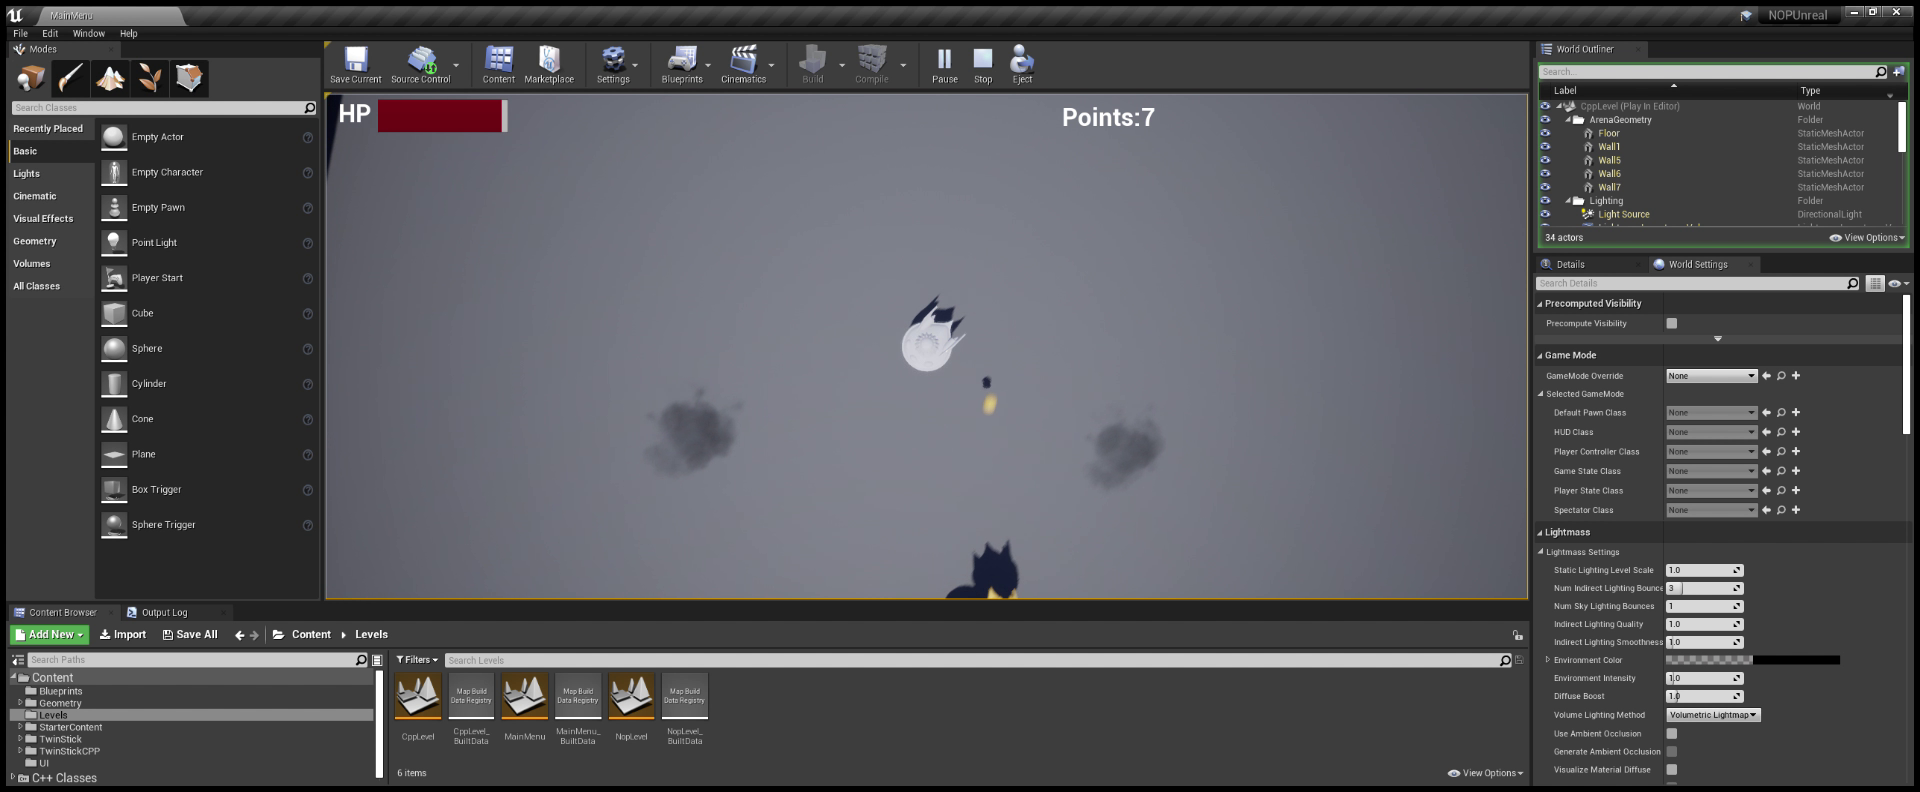 MainMenu
NOPUnreal
File Edit Window Help
Modes
Search Classes
Recently Placed
Basic
Lights
Cinematic
Visual Effects
Geometry
Volumes
All Classes
Empty Actor
Empty Character
Empty Pawn
Point Light
Player Start
Cube
Sphere
Cylinder
Cone
Plane
Box Trigger
Sphere Trigger
Save Current Source Control Content Marketplace Settings Blueprints Cinematics Build Compile Pause Stop Eject
HP
Points:7
World Outliner
Search...
Label Type
CppLevel (Play In Editor) World
ArenaGeometry Folder
Floor StaticMeshActor
Wall1 StaticMeshActor
Wall5 StaticMeshActor
Wall6 StaticMeshActor
Wall7 StaticMeshActor
Lighting Folder
Light Source DirectionalLight
34 actors View Options
Details World Settings
Search Details
Precomputed Visibility
Precompute Visibility
Game Mode
GameMode Override None
Selected GameMode
Default Pawn Class None
HUD Class None
Player Controller Class None
Game State Class None
Player State Class None
Spectator Class None
Lightmass
Lightmass Settings
Static Lighting Level Scale 1.0
Num Indirect Lighting Bounce 3
Num Sky Lighting Bounces 1
Indirect Lighting Quality 1.0
Indirect Lighting Smoothness 1.0
Environment Color
Environment Intensity 1.0
Diffuse Boost 1.0
Volume Lighting Method Volumetric Lightmap
Use Ambient Occlusion
Generate Ambient Occlusion
Visualize Material Diffuse
Content Browser Output Log
Add New Import Save All Content Levels
Search Paths
Content
Blueprints
Geometry
Levels
StarterContent
TwinStick
TwinStickCPP
UI
C++ Classes
Filters Search Levels
Map Build
Data Registry
Map Build
Data Registry
Map Build
Data Registry
CppLevel
CppLevel_
BuiltData
MainMenu
MainMenu_
BuiltData
NopLevel
NopLevel_
BuiltData
6 items View Options